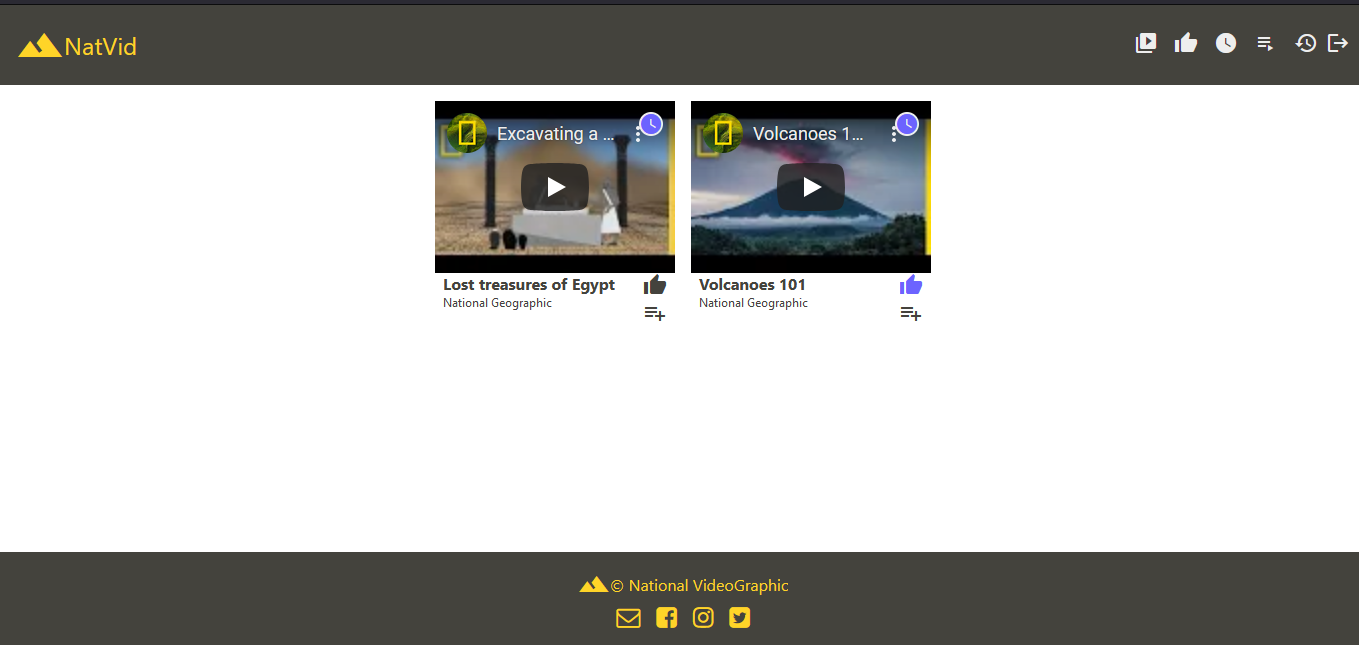 NatVid
Excavating a ...
Volcanoes 1...
Lost treasures of Egypt
National Geographic
Volcanoes 101
National Geographic
© National VideoGraphic